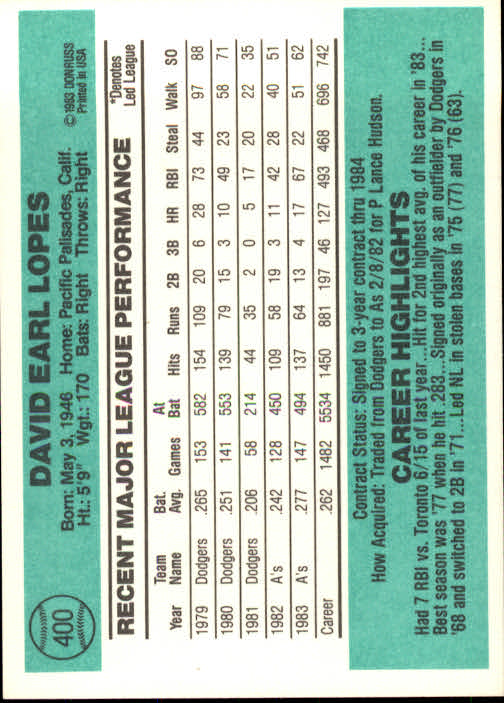 400
DAVID EARL LOPES
© 1983 DONRUSS
Printed in USA
Born: May 3, 1946 Home: Pacific Palisades, Calif.
Ht.: 5'9" Wgt.: 170 Bats: Right Throws: Right
RECENT MAJOR LEAGUE PERFORMANCE
*Denotes
Led League
Year Team Name Bat. Avg. Games At Bat Hits Runs 2B 3B HR RBI Steal Walk SO
1979 Dodgers .265 153 582 154 109 20 6 28 73 44 97 88
1980 Dodgers .251 141 553 139 79 15 3 10 49 23 58 71
1981 Dodgers .206 58 214 44 35 2 0 5 17 20 22 35
1982 A's .242 128 450 109 58 19 3 11 42 28 40 51
1983 A's .277 147 494 137 64 13 4 17 67 22 51 62
Career .262 1482 5534 1450 881 197 46 127 493 468 696 742
Contract Status: Signed to 3-year contract thru 1984
How Acquired: Traded from Dodgers to As 2/8/82 for P Lance Hudson.
CAREER HIGHLIGHTS
Had 7 RBI vs. Toronto 6/15 of last year...Hit for 2nd highest avg. of his career in '83...
Best season was '77 when he hit .283...Signed originally as an outfielder by Dodgers in
'68 and switched to 2B in '71...Led NL in stolen bases in '75 (77) and '76 (63).